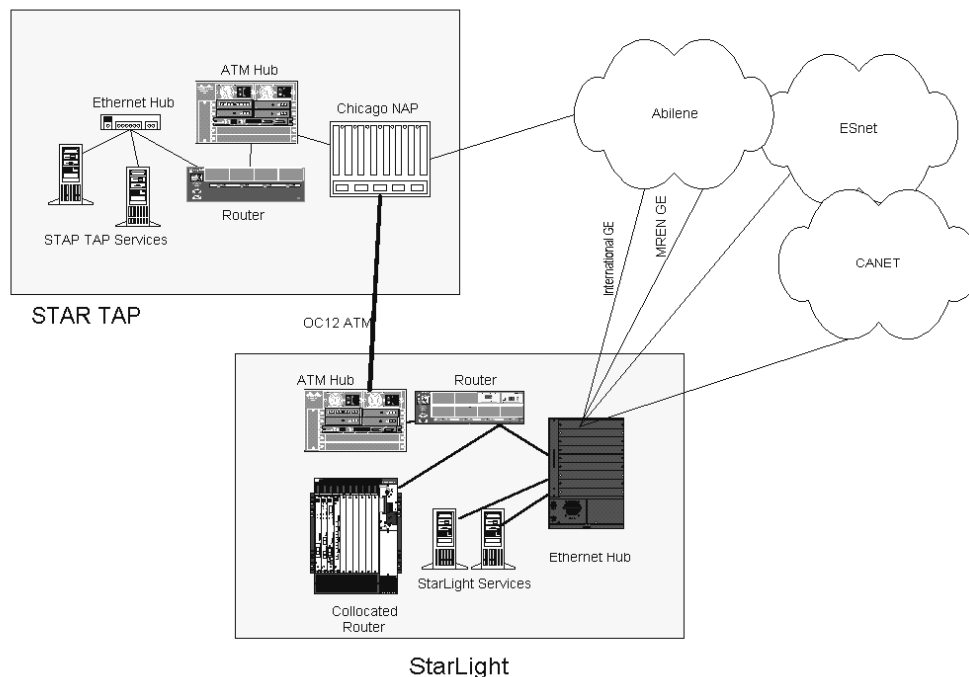 ATM Hub
Ethernet Hub
Chicago NAP
Router
STAP TAP Services
STAR TAP
Abilene
ESnet
CANET
International GE
MREN GE
OC12 ATM
ATM Hub
Router
Collocated
Router
StarLight Services
Ethernet Hub
StarLight